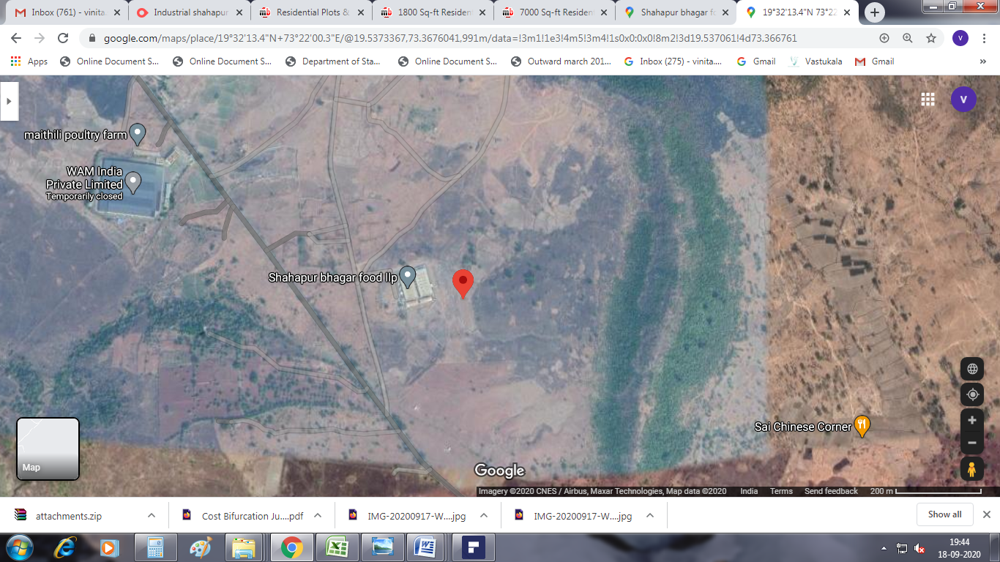 Inbox (761) - vinita.
Industrial shahapur
Residential Plots &
1800 Sq-ft Residen
7000 Sq-ft Residen
Shahapur bhagar fo
19°32'13.4"N 73°22
google.com/maps/place/19°32'13.4"N+73°22'00.3"E/@19.5373367,73.3676041,991m/data=!3m1!1e3!4m5!3m4!1s0x0:0x0!8m2!3d19.537061!4d73.366761
V
Apps
Online Document S...
Online Document S...
Department of Sta...
Online Document S...
Outward march 201...
Inbox (275) - vinita....
Gmail
Vastukala
Gmail
»
V
maithili poultry farm
WAM India
Private Limited
Temporarily closed
Shahapur bhagar food llp
Sai Chinese Corner
Map
Google
Imagery ©2020 CNES / Airbus, Maxar Technologies, Map data ©2020 India Terms Send feedback 200 m
attachments.zip
Cost Bifurcation Ju....pdf
IMG-20200917-W....jpg
IMG-20200917-W....jpg
Show all
19:44
18-09-2020